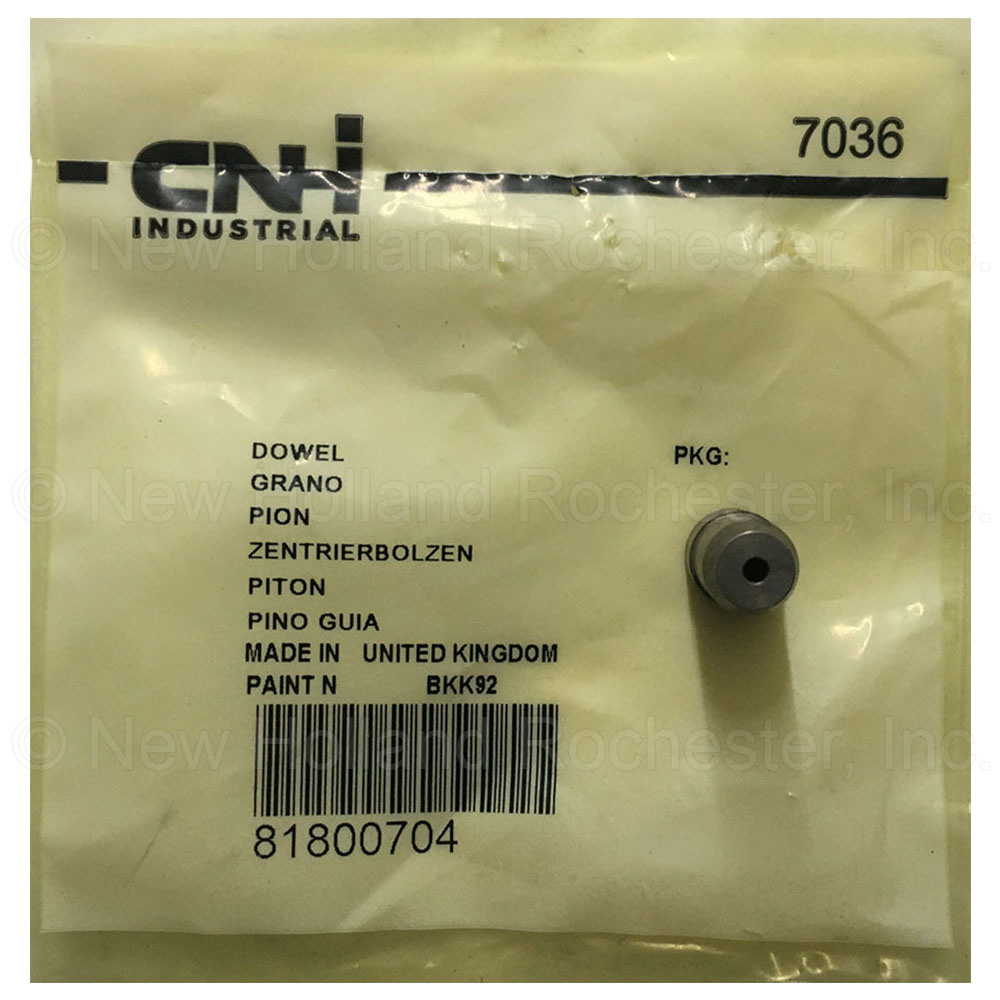 7036
CNH
INDUSTRIAL
© New Holland Rochester, Inc.
DOWEL
PKG:
GRANO
© New Holland Rochester, Inc.
PION
ZENTRIERBOLZEN
PITON
PINO GUIA
MADE IN UNITED KINGDOM
PAINT N BKK92
© New Holland Rochester, Inc.
81800704